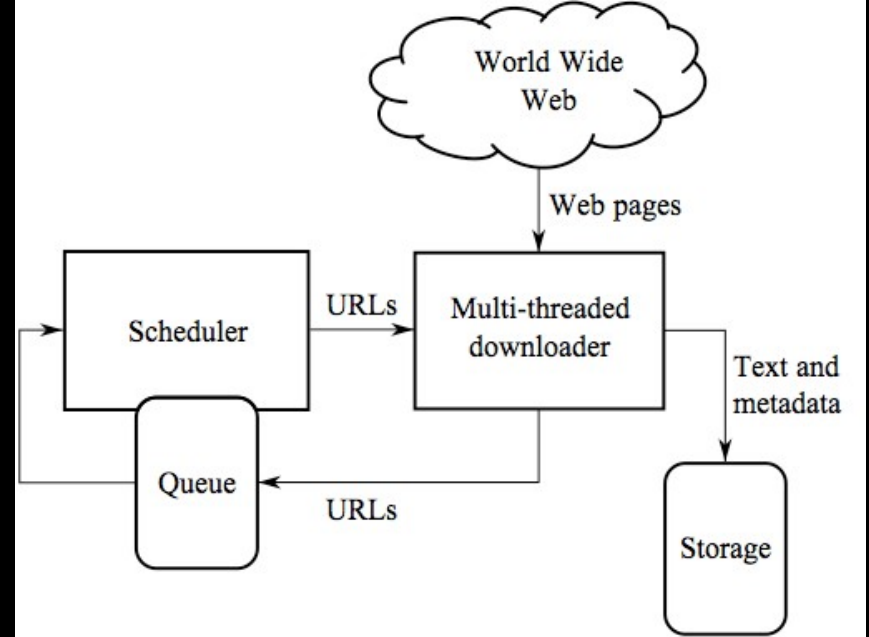 World Wide
Web
Web pages
Scheduler
URLs
Multi-threaded
downloader
Text and
metadata
Queue
URLs
Storage